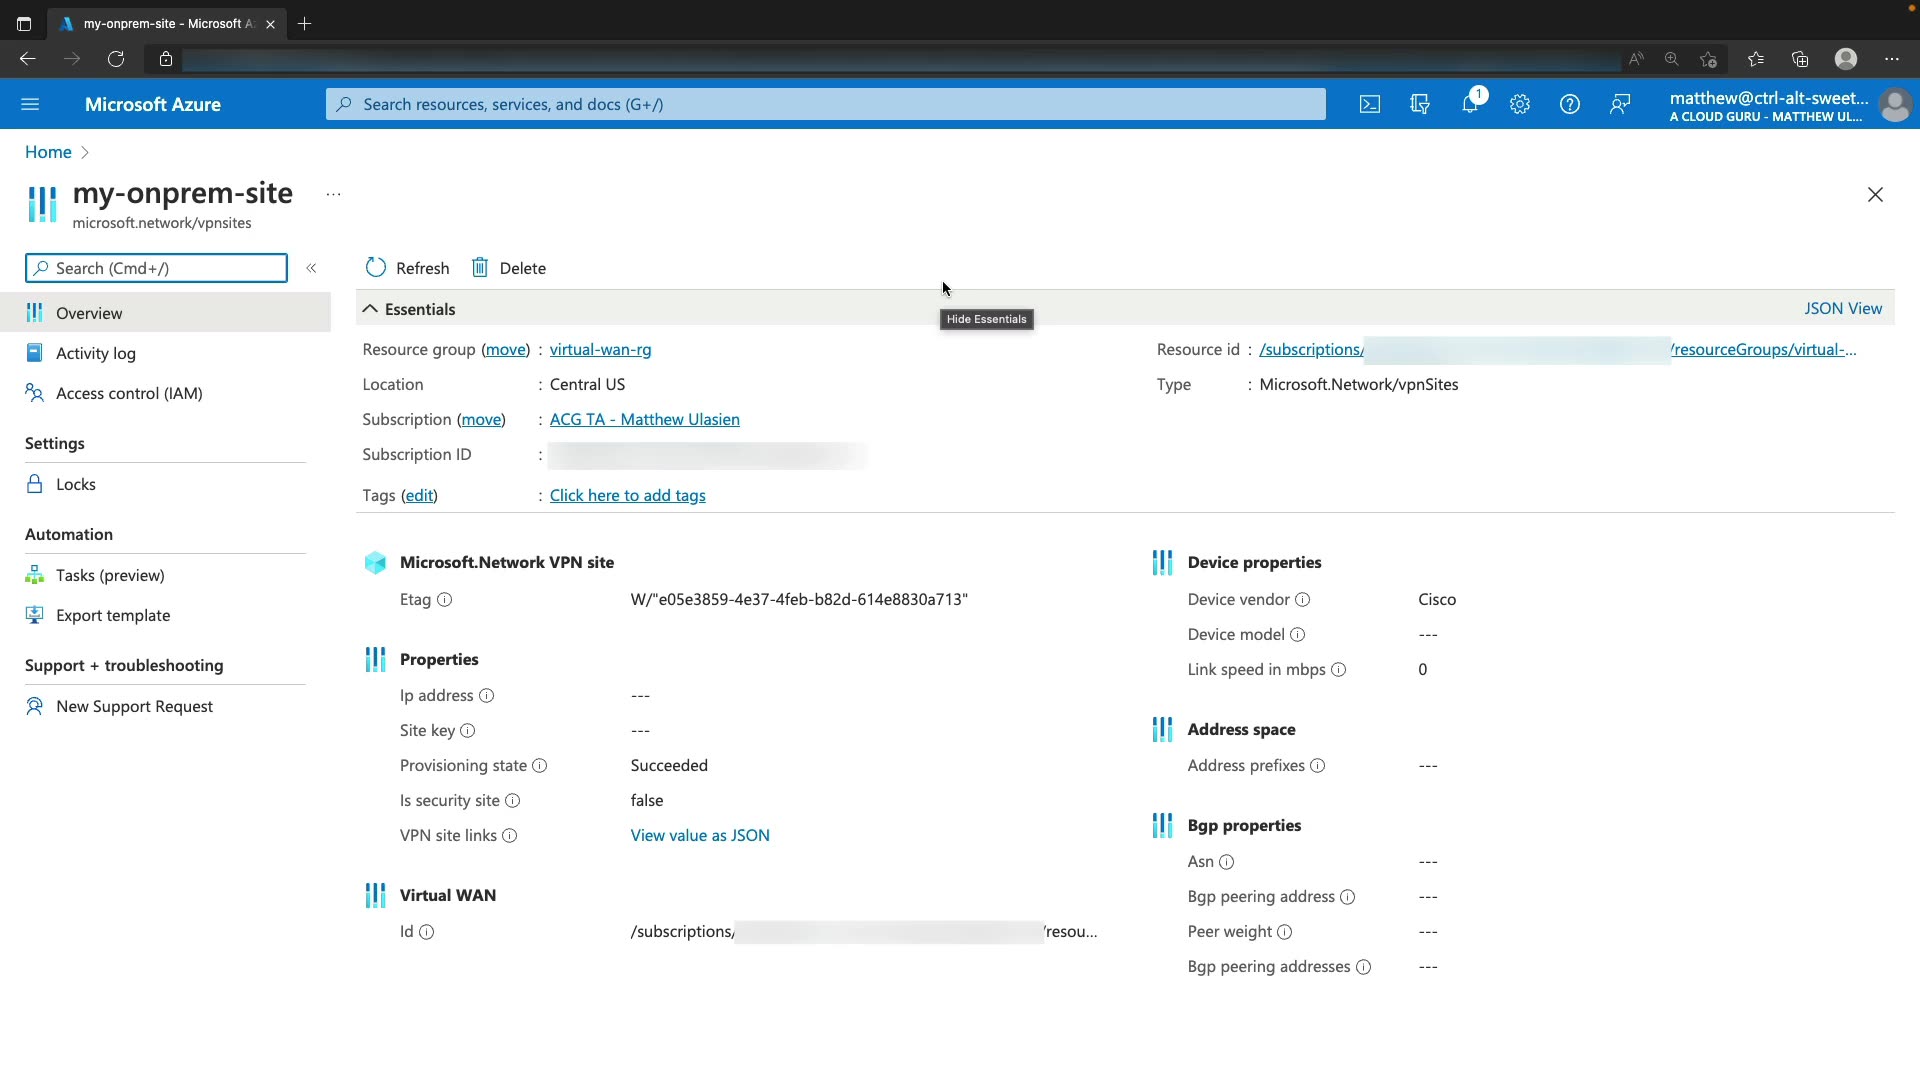 my-onprem-site - Microsoft A
Microsoft Azure
Search resources, services, and docs (G+/)
1
matthew@ctrl-alt-sweet...
A CLOUD GURU - MATTHEW UL...
Home
my-onprem-site
...
microsoft.network/vpnsites
Search (Cmd+/)
Refresh
Delete
Overview
Activity log
Access control (IAM)
Settings
Locks
Automation
Tasks (preview)
Export template
Support + troubleshooting
New Support Request
Essentials
JSON View
Hide Essentials
Resource group (move) : virtual-wan-rg
Location : Central US
Subscription (move) : ACG TA - Matthew Ulasien
Subscription ID :
Tags (edit) : Click here to add tags
Resource id : /subscriptions/ /resourceGroups/virtual-...
Type : Microsoft.Network/vpnSites
Microsoft.Network VPN site
Etag W/"e05e3859-4e37-4feb-b82d-614e8830a713"
Properties
Ip address ---
Site key ---
Provisioning state Succeeded
Is security site false
VPN site links View value as JSON
Virtual WAN
Id /subscriptions/ /resou...
Device properties
Device vendor Cisco
Device model ---
Link speed in mbps 0
Address space
Address prefixes ---
Bgp properties
Asn ---
Bgp peering address ---
Peer weight ---
Bgp peering addresses ---